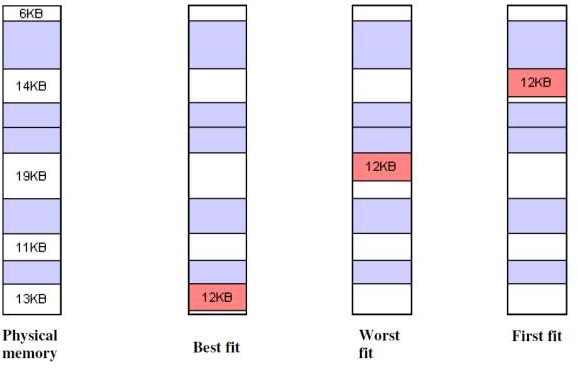 6KB
14KB
19KB
11KB
13KB
Physical
memory
12KB
Best fit
12KB
Worst
fit
12KB
First fit